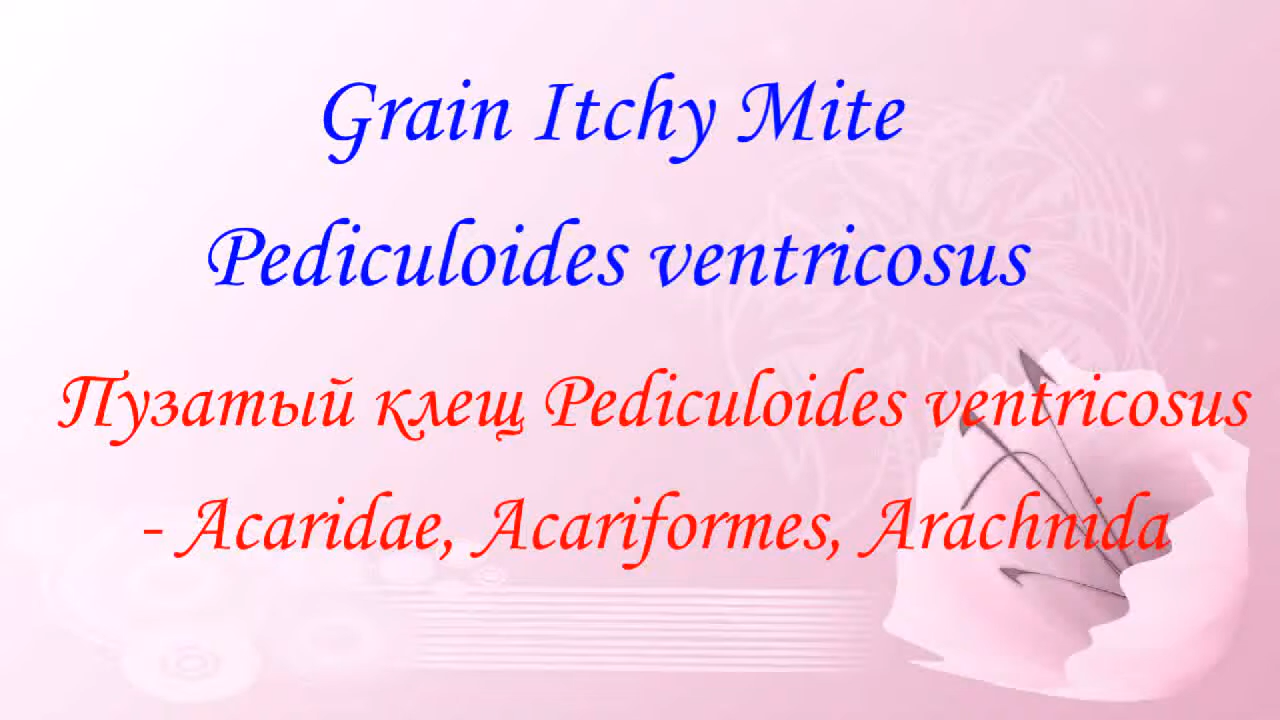 Grain Itchy Mite
Pediculoides ventricosus
Пузатый клещ Pediculoides ventricosus
- Acaridae, Acariformes, Arachnida